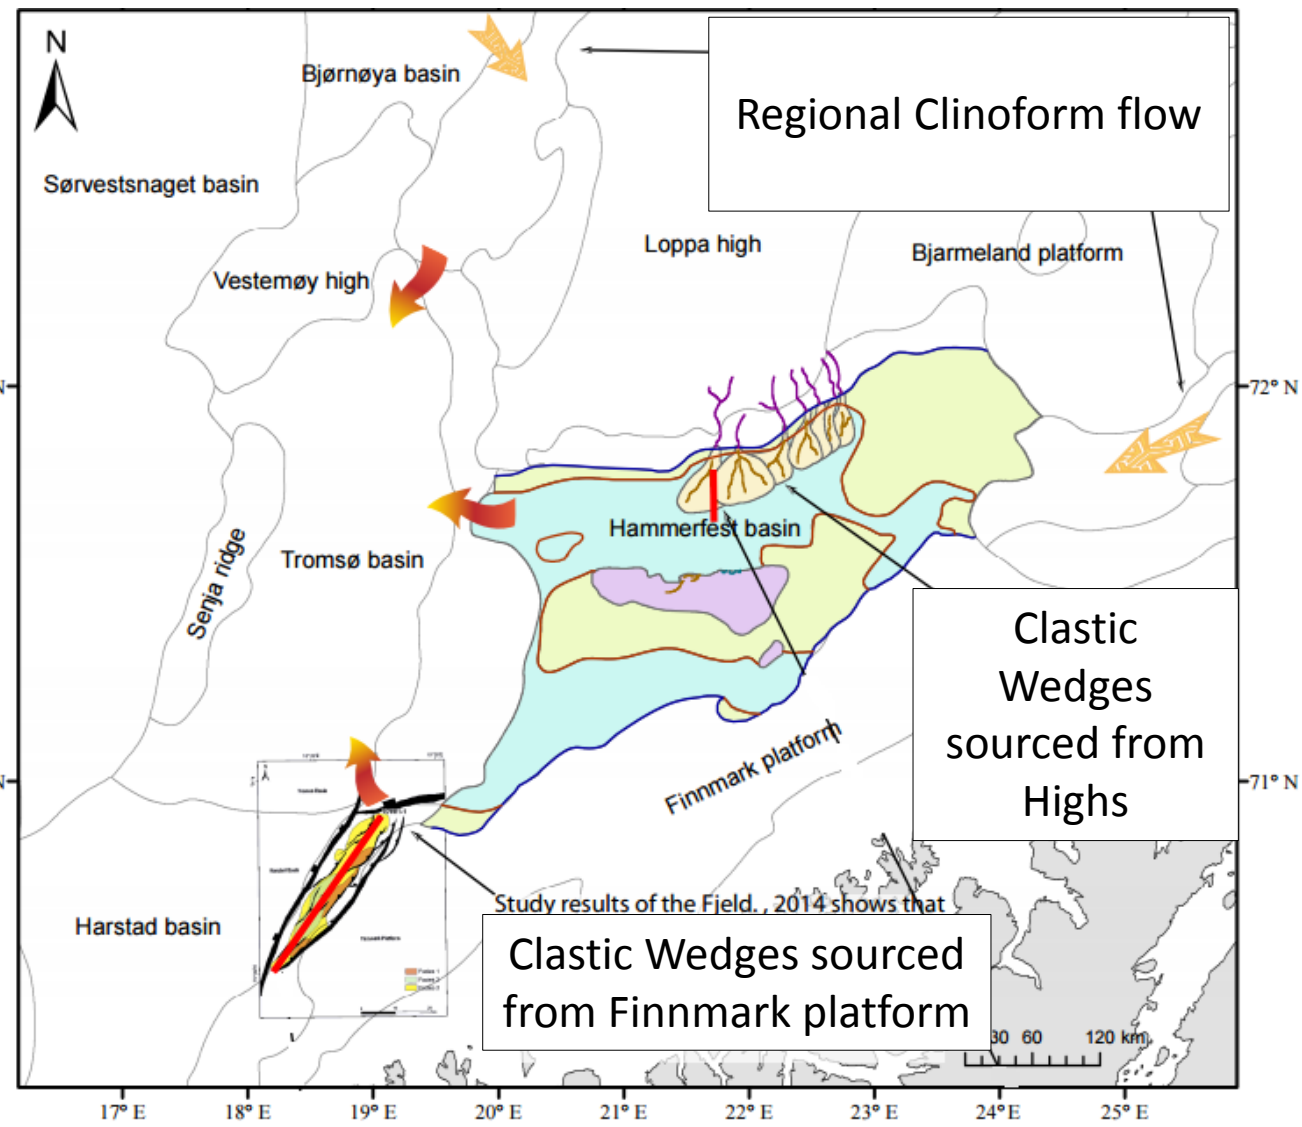 N
Bjørnøya basin
Regional Clinoform flow
Sørvestsnaget basin
Loppa high
Bjarmeland platform
Vestemøy high
72° N
Hammerfest basin
Tromsø basin
Senja ridge
Clastic
Wedges
sourced from
Highs
Finnmark platform
71° N
Harstad basin
Study results of the Fjeld. , 2014 shows that
Clastic Wedges sourced
from Finnmark platform
30 60 120 km
17° E 18° E 19° E 20° E 21° E 22° E 23° E 24° E 25° E